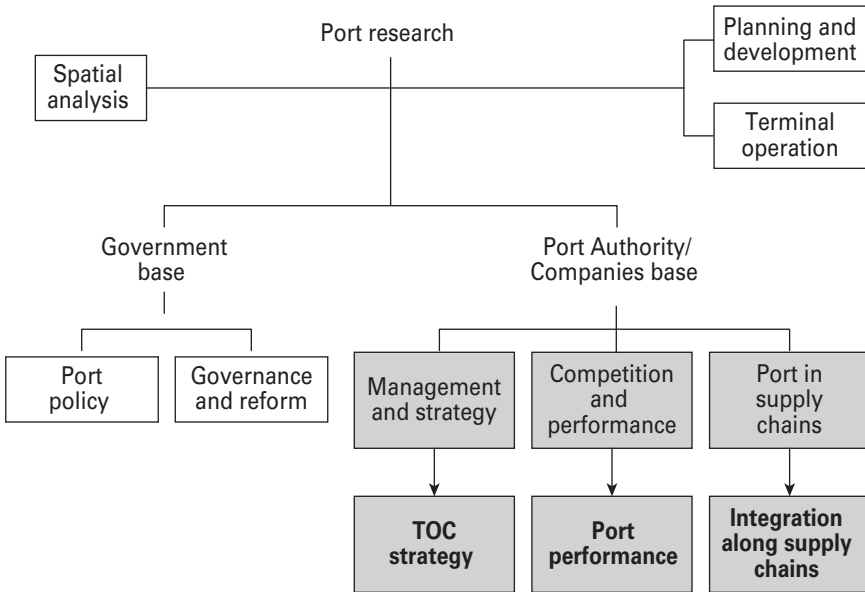 Port research
Planning and
development
Spatial
analysis
Terminal
operation
Government
base
Port Authority/
Companies base
Port
policy
Governance
and reform
Management
and strategy
Competition
and
performance
Port in
supply
chains
TOC
strategy
Port
performance
Integration
along supply
chains